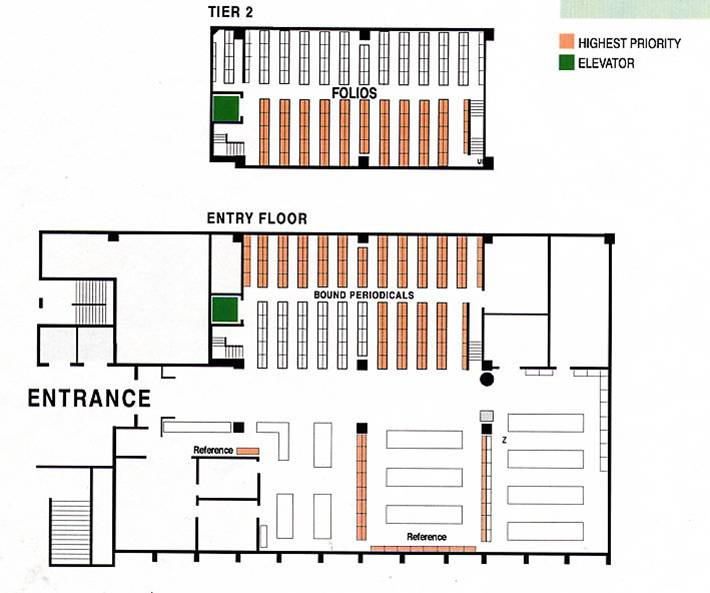 TIER 2
HIGHEST PRIORITY
ELEVATOR
FOLIOS
ENTRY FLOOR
BOUND PERIODICALS
ENTRANCE
Z
Reference
Reference